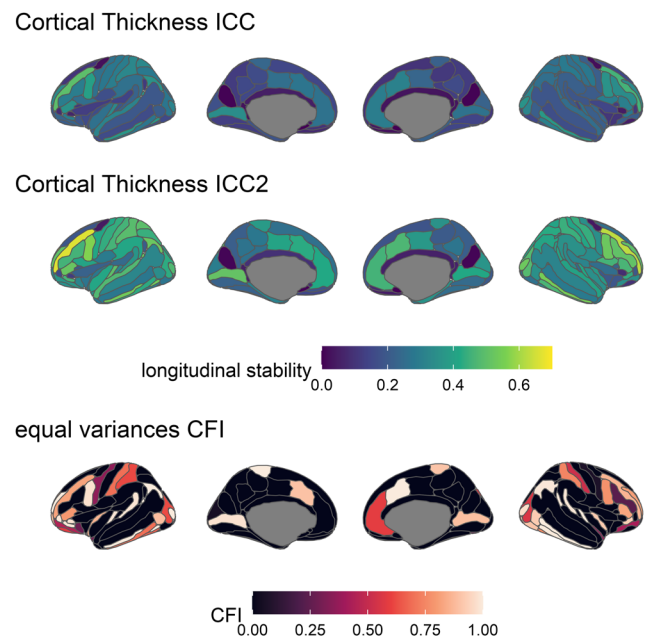 Cortical Thickness ICC
Cortical Thickness ICC2
longitudinal stability
0.0 0.2 0.4 0.6
equal variances CFI
CFI
0.00 0.25 0.50 0.75 1.00